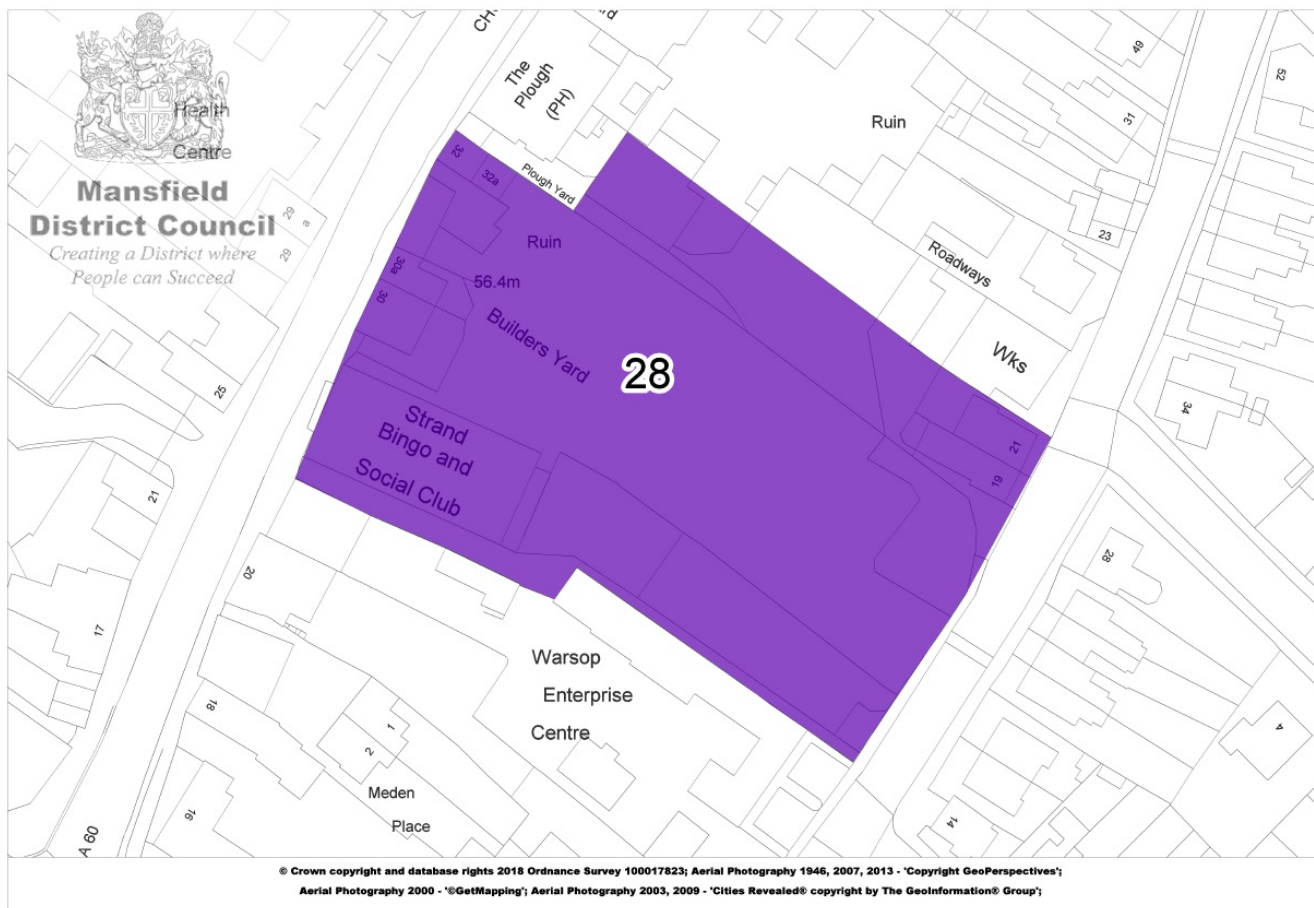 Mansfield
District Council
Creating a District where
People can Succeed
Health
Centre
The
Plough
(PH)
Plough Yard
Ruin
49
52
31
23
Roadways
Wks
32
32a
Ruin
56.4m
30a
30
Builders Yard
28
Strand
Bingo and
Social Club
29
a
29
25
21
17
20
18
16
1
2
21
19
34
28
4
14
Warsop
Enterprise
Centre
Meden
Place
A 60
© Crown copyright and database rights 2018 Ordnance Survey 100017823; Aerial Photography 1946, 2007, 2013 - 'Copyright GeoPerspectives';
Aerial Photography 2000 - '©GetMapping'; Aerial Photography 2003, 2009 - 'Cities Revealed® copyright by The GeoInformation® Group';